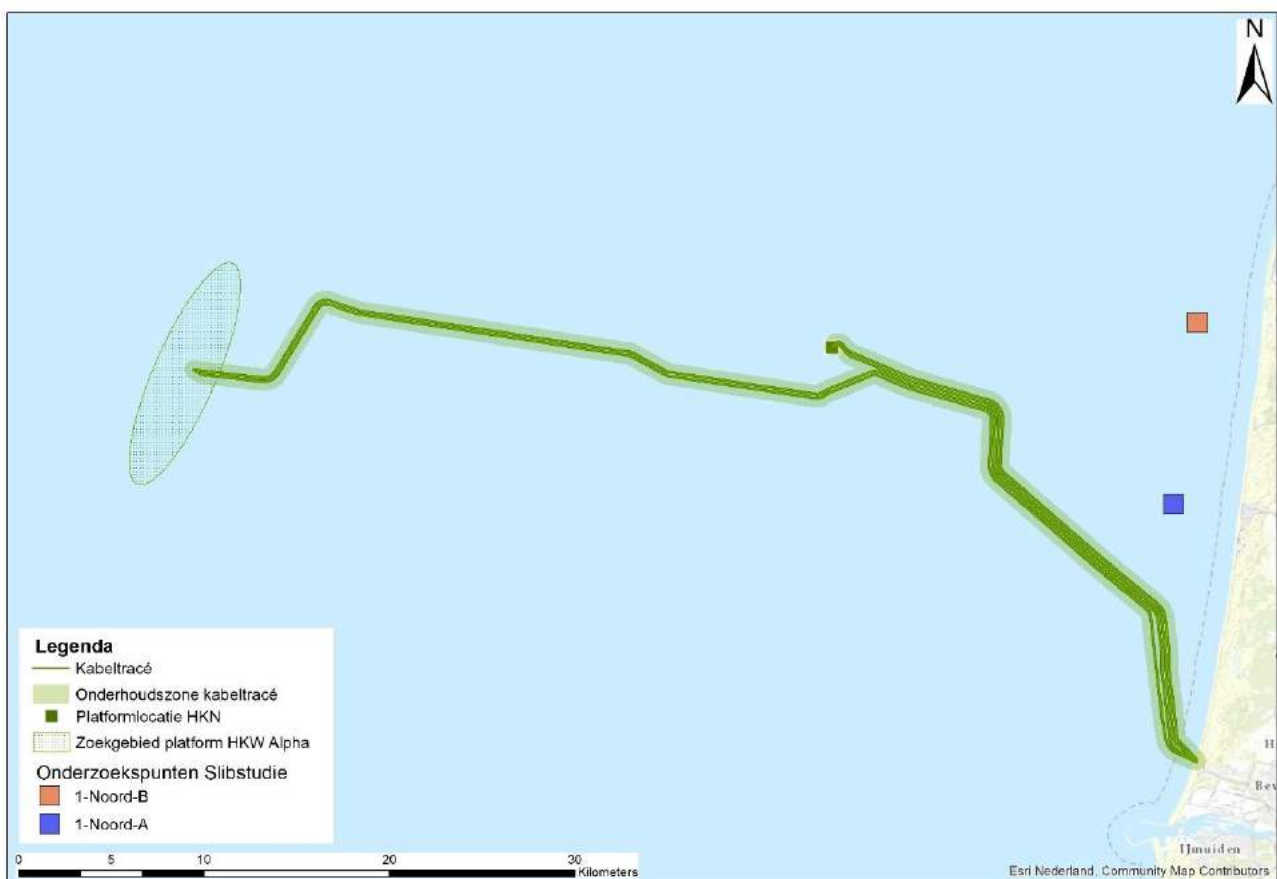 N
Legenda
Kabeltracé
Onderhoudszone kabeltracé
Platformlocatie HKN
Zoekgebied platform HKW Alpha
Onderzoekspunten Slibstudie
1-Noord-B
1-Noord-A
0 5 10 20 30
Kilometers
H
Bev
IJmuiden
Esri Nederland, Community Map Contributors